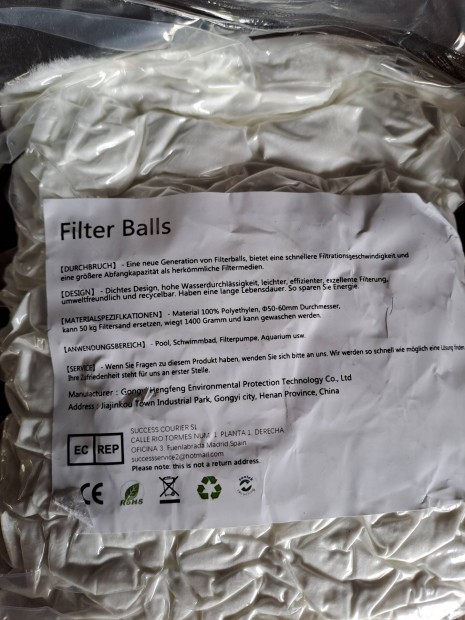 Filter Balls
【DURCHBRUCH】 - Eine neue Generation von Filterballs, bietet eine schnellere Filtrationsgeschwindigkeit und
eine größere Abfangkapazität als herkömmliche Filtermedien.
【DESIGN】 - Dichtes Design, hohe Wasserdurchlässigkeit, leichter, effizienter, exzellente Filterung,
umweltfreundlich und recycelbar. Haben eine lange Lebensdauer. So sparen Sie Energie.
【MATERIALSPEZIFLKATIONEN】 - Material 100% Polyethylen, Φ50-60mm Durchmesser,
kann 50 kg Filtersand ersetzen, wiegt 1400 Gramm und kann gewaschen werden.
【ANWENDUNGSBEREICH】 - Pool, Schwimmbad, Filterpumpe, Aquarium usw.
【SERVICE】 - Wenn Sie Fragen zu diesem Produkt haben, wenden Sie sich bitte an uns. Wir werden so schnell wie möglich eine Lösung finden
Ihre Zufriedenheit steht für uns an erster Stelle.
Manufacturer : Gongyi Hengfeng Environmental Protection Technology Co., Ltd
Address : Jiajinkou Town Industrial Park, Gongyi city, Henan Province, China
EC REP
SUCCESS COURIER SL
CALLE RIO TORMES NUM. 1, PLANTA 1, DERECHA,
OFICINA 3, Fuenlabrada Madrid Spain
successservice2@hotmail.com
Please note: this is not a return address.
CE
RoHS